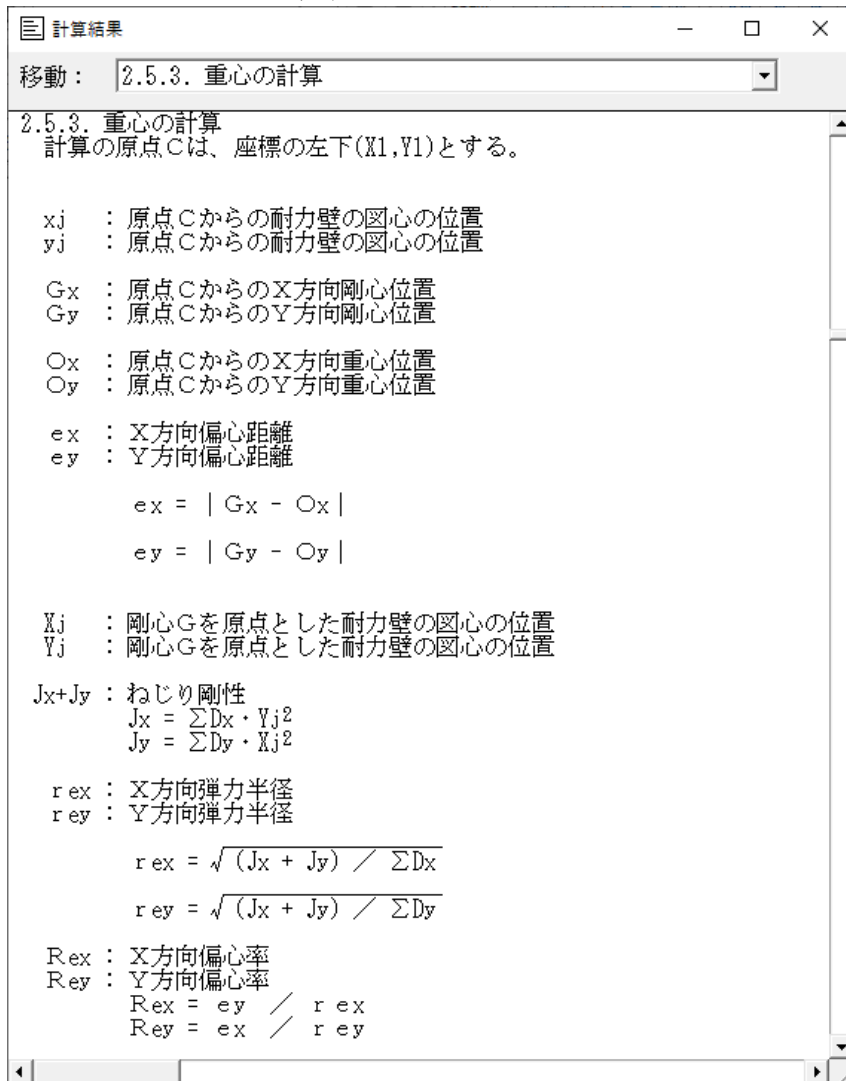 計算結果
移動： 2.5.3. 重心の計算
2.5.3. 重心の計算
計算の原点Cは、座標の左下(X1,Y1)とする。
xj ：原点Cからの耐力壁の図心の位置
yj ：原点Cからの耐力壁の図心の位置
Gx ：原点CからのX方向剛心位置
Gy ：原点CからのY方向剛心位置
Ox ：原点CからのX方向重心位置
Oy ：原点CからのY方向重心位置
ex ：X方向偏心距離
ey ：Y方向偏心距離
ex = | Gx - Ox |
ey = | Gy - Oy |
Xj ：剛心Gを原点とした耐力壁の図心の位置
Yj ：剛心Gを原点とした耐力壁の図心の位置
Jx+Jy ：ねじり剛性
Jx = ΣDx・Yj²
Jy = ΣDy・Xj²
rex ：X方向弾力半径
rey ：Y方向弾力半径
rex = √(Jx + Jy) ／ ΣDx
rey = √(Jx + Jy) ／ ΣDy
Rex ：X方向偏心率
Rey ：Y方向偏心率
Rex = ey ／ rex
Rey = ex ／ rey